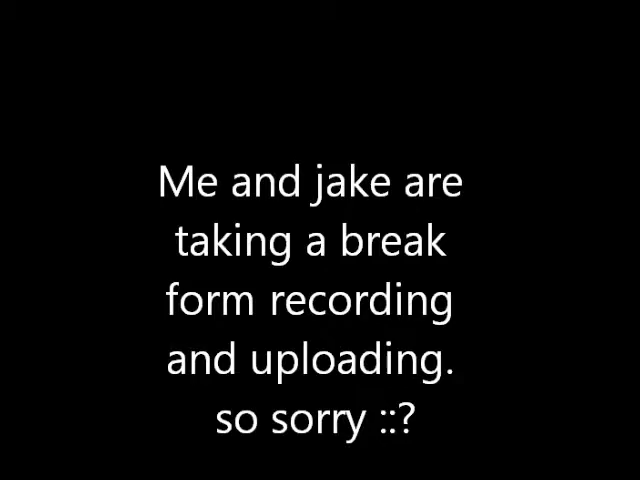 Me and jake are
taking a break
form recording
and uploading.
so sorry ::?